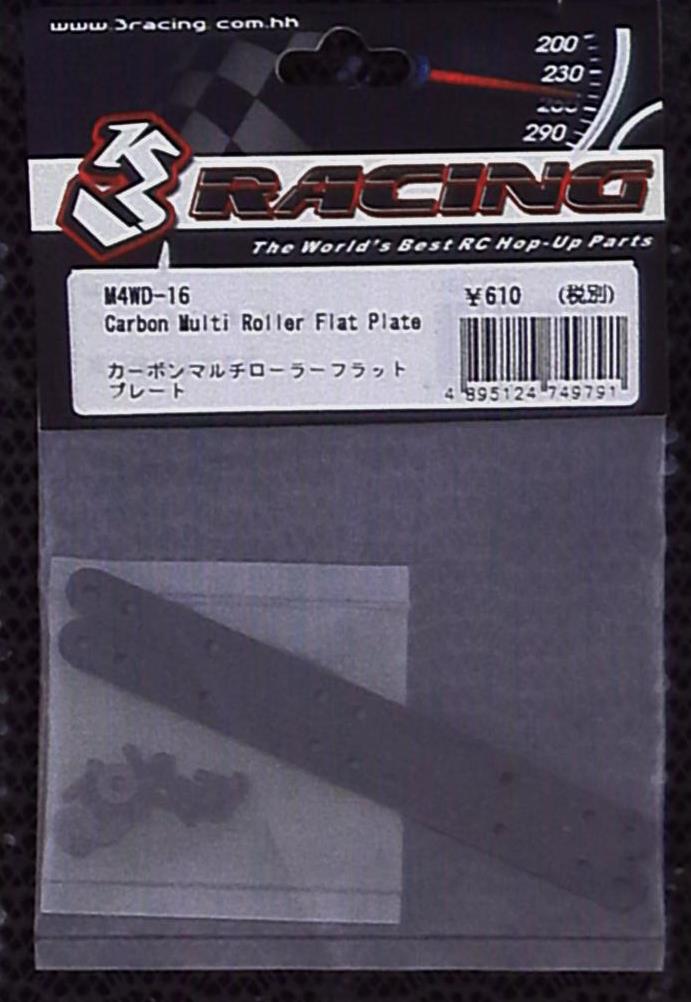 www.3racing.com.hk
200
230
260
290
3RACING
The World's Best RC Hop-Up Parts
M4WD-16
¥610 (税別)
Carbon Multi Roller Flat Plate
カーボンマルチローラーフラット
プレート
4 895124 749791